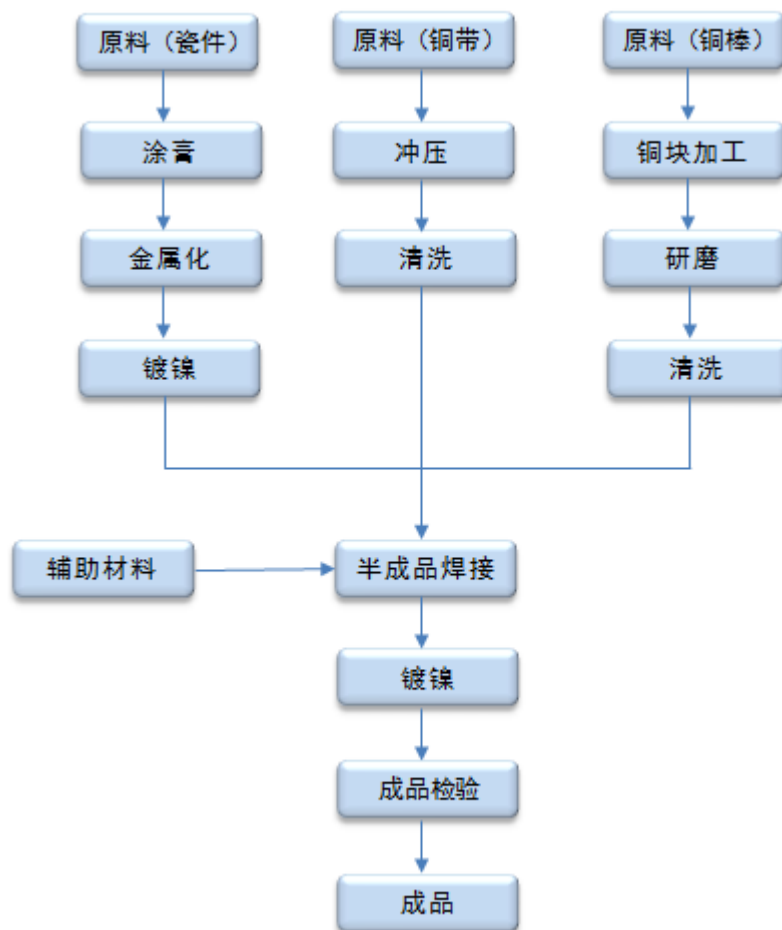 原料（瓷件）
原料（铜带）
原料（铜棒）
涂膏
冲压
铜块加工
金属化
清洗
研磨
镀镍
清洗
辅助材料
半成品焊接
镀镍
成品检验
成品